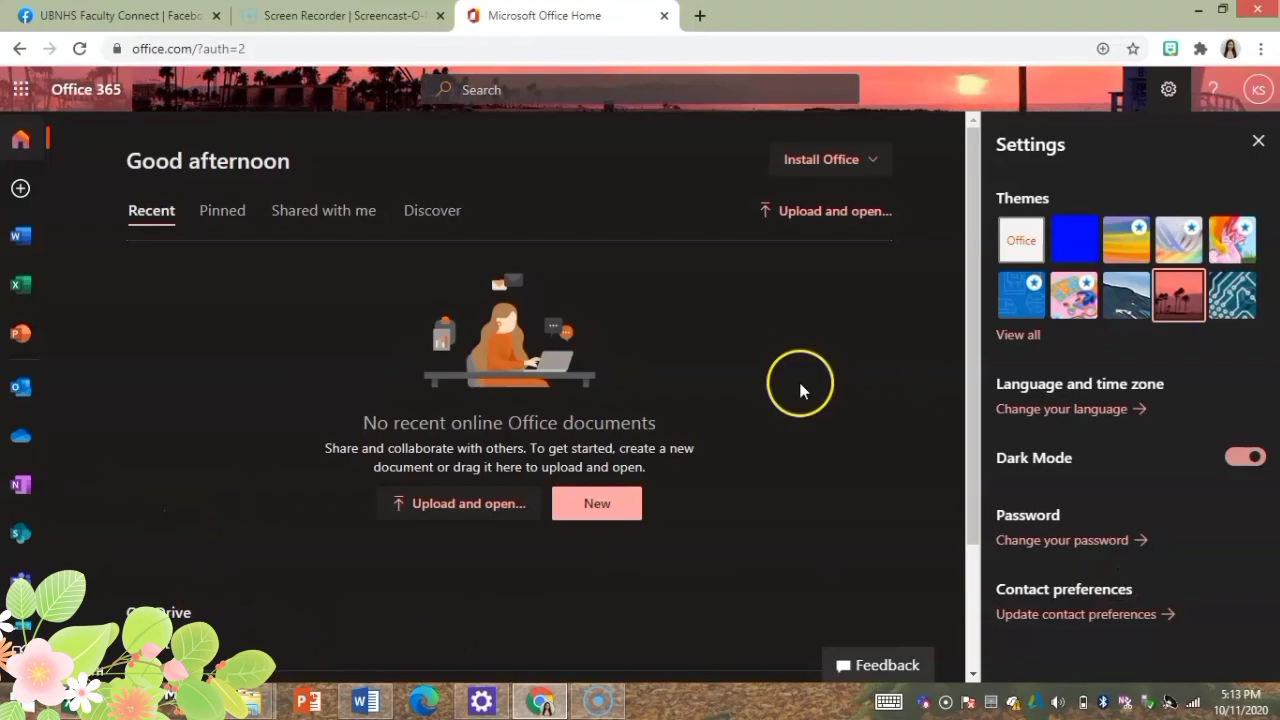 UBNHS Faculty Connect | Facebo
Screen Recorder | Screencast-O-
Microsoft Office Home
office.com/?auth=2
Office 365
Search
?
KS
Good afternoon
Install Office
Recent
Pinned
Shared with me
Discover
Upload and open...
No recent online Office documents
Share and collaborate with others. To get started, create a new
document or drag it here to upload and open.
Upload and open...
New
Feedback
Settings
Themes
Office
View all
Language and time zone
Change your language →
Dark Mode
Password
Change your password →
Contact preferences
Update contact preferences →
5:13 PM
10/11/2020